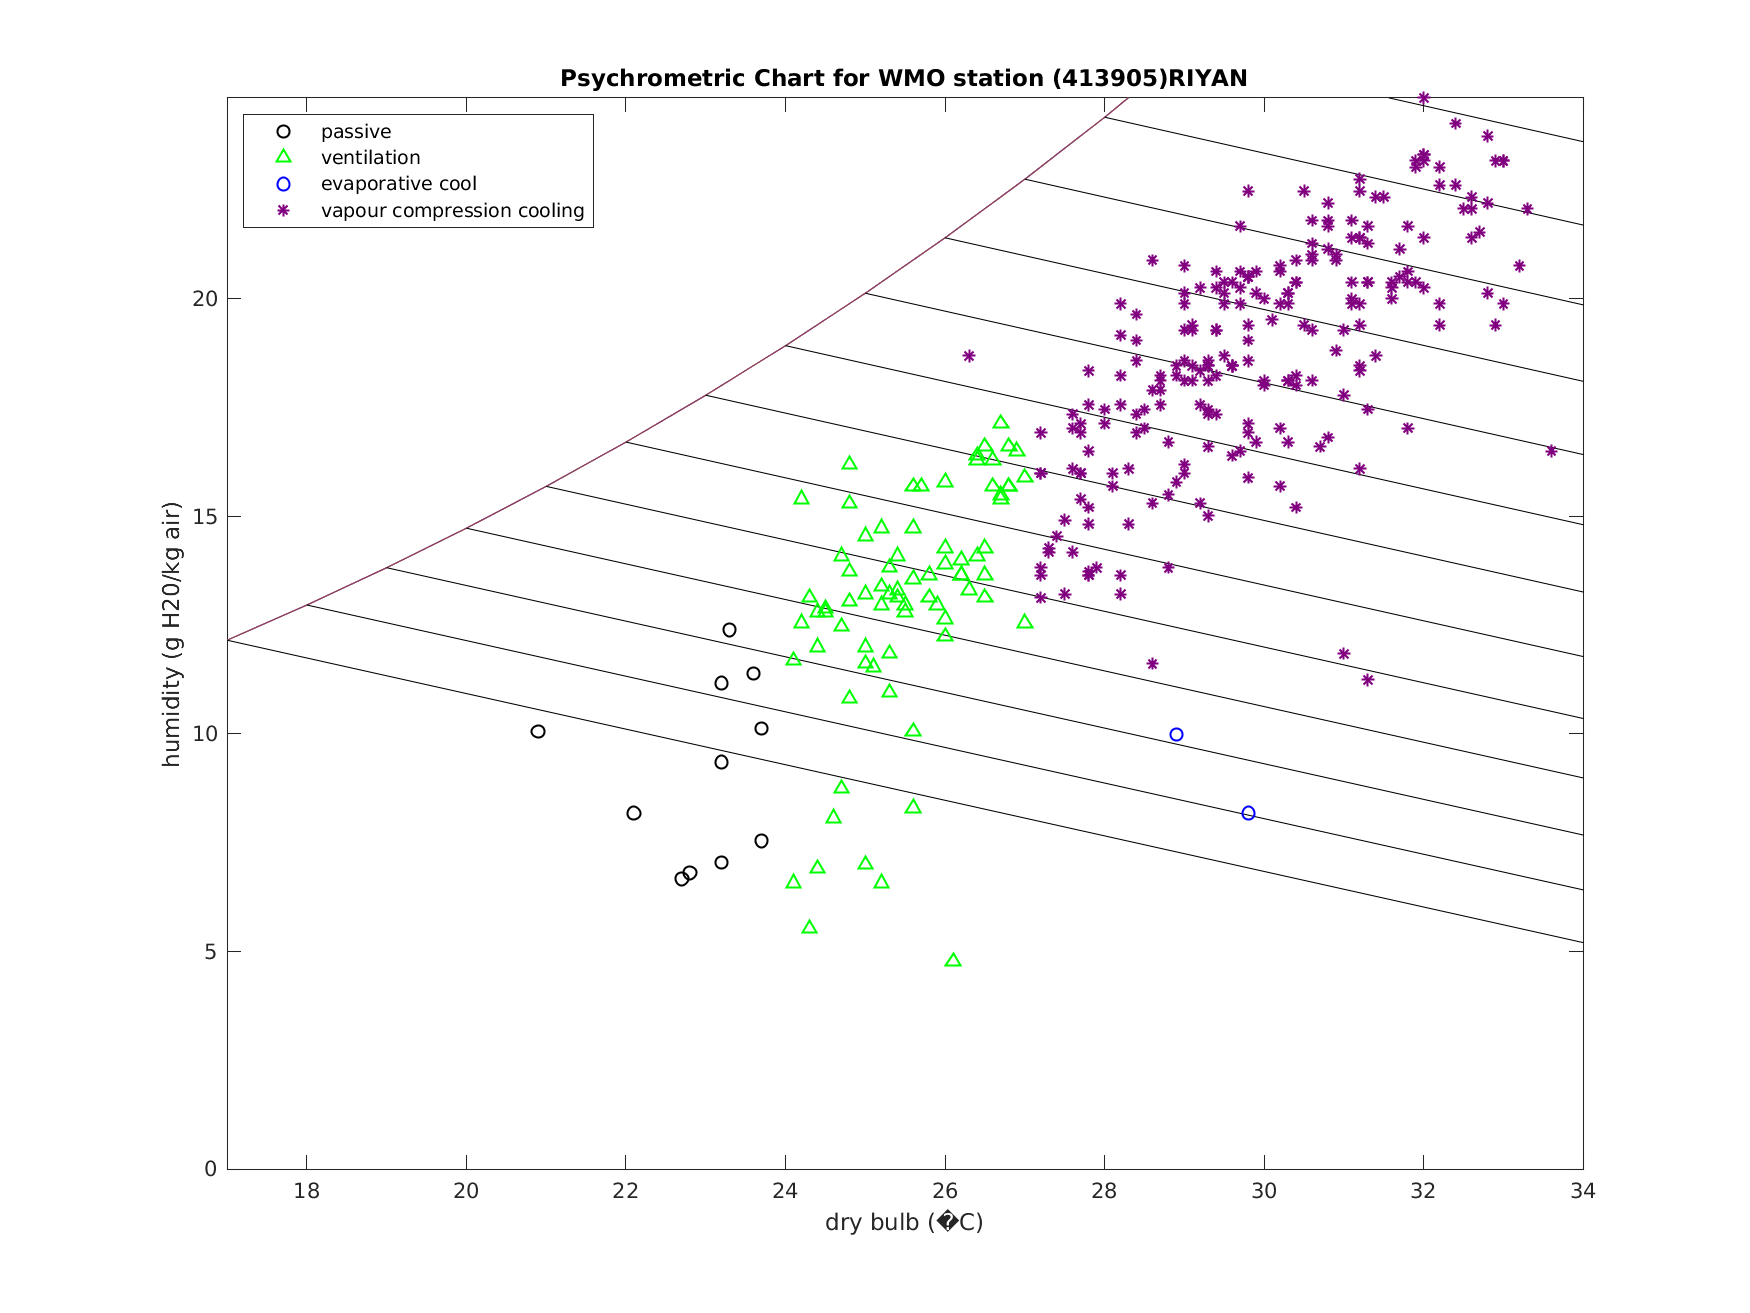 Psychrometric Chart for WMO station (413905)RIYAN
passive
ventilation
evaporative cool
vapour compression cooling
humidity (g H20/kg air)
20
15
10
5
0
18 20 22 24 26 28 30 32 34
dry bulb (�C)